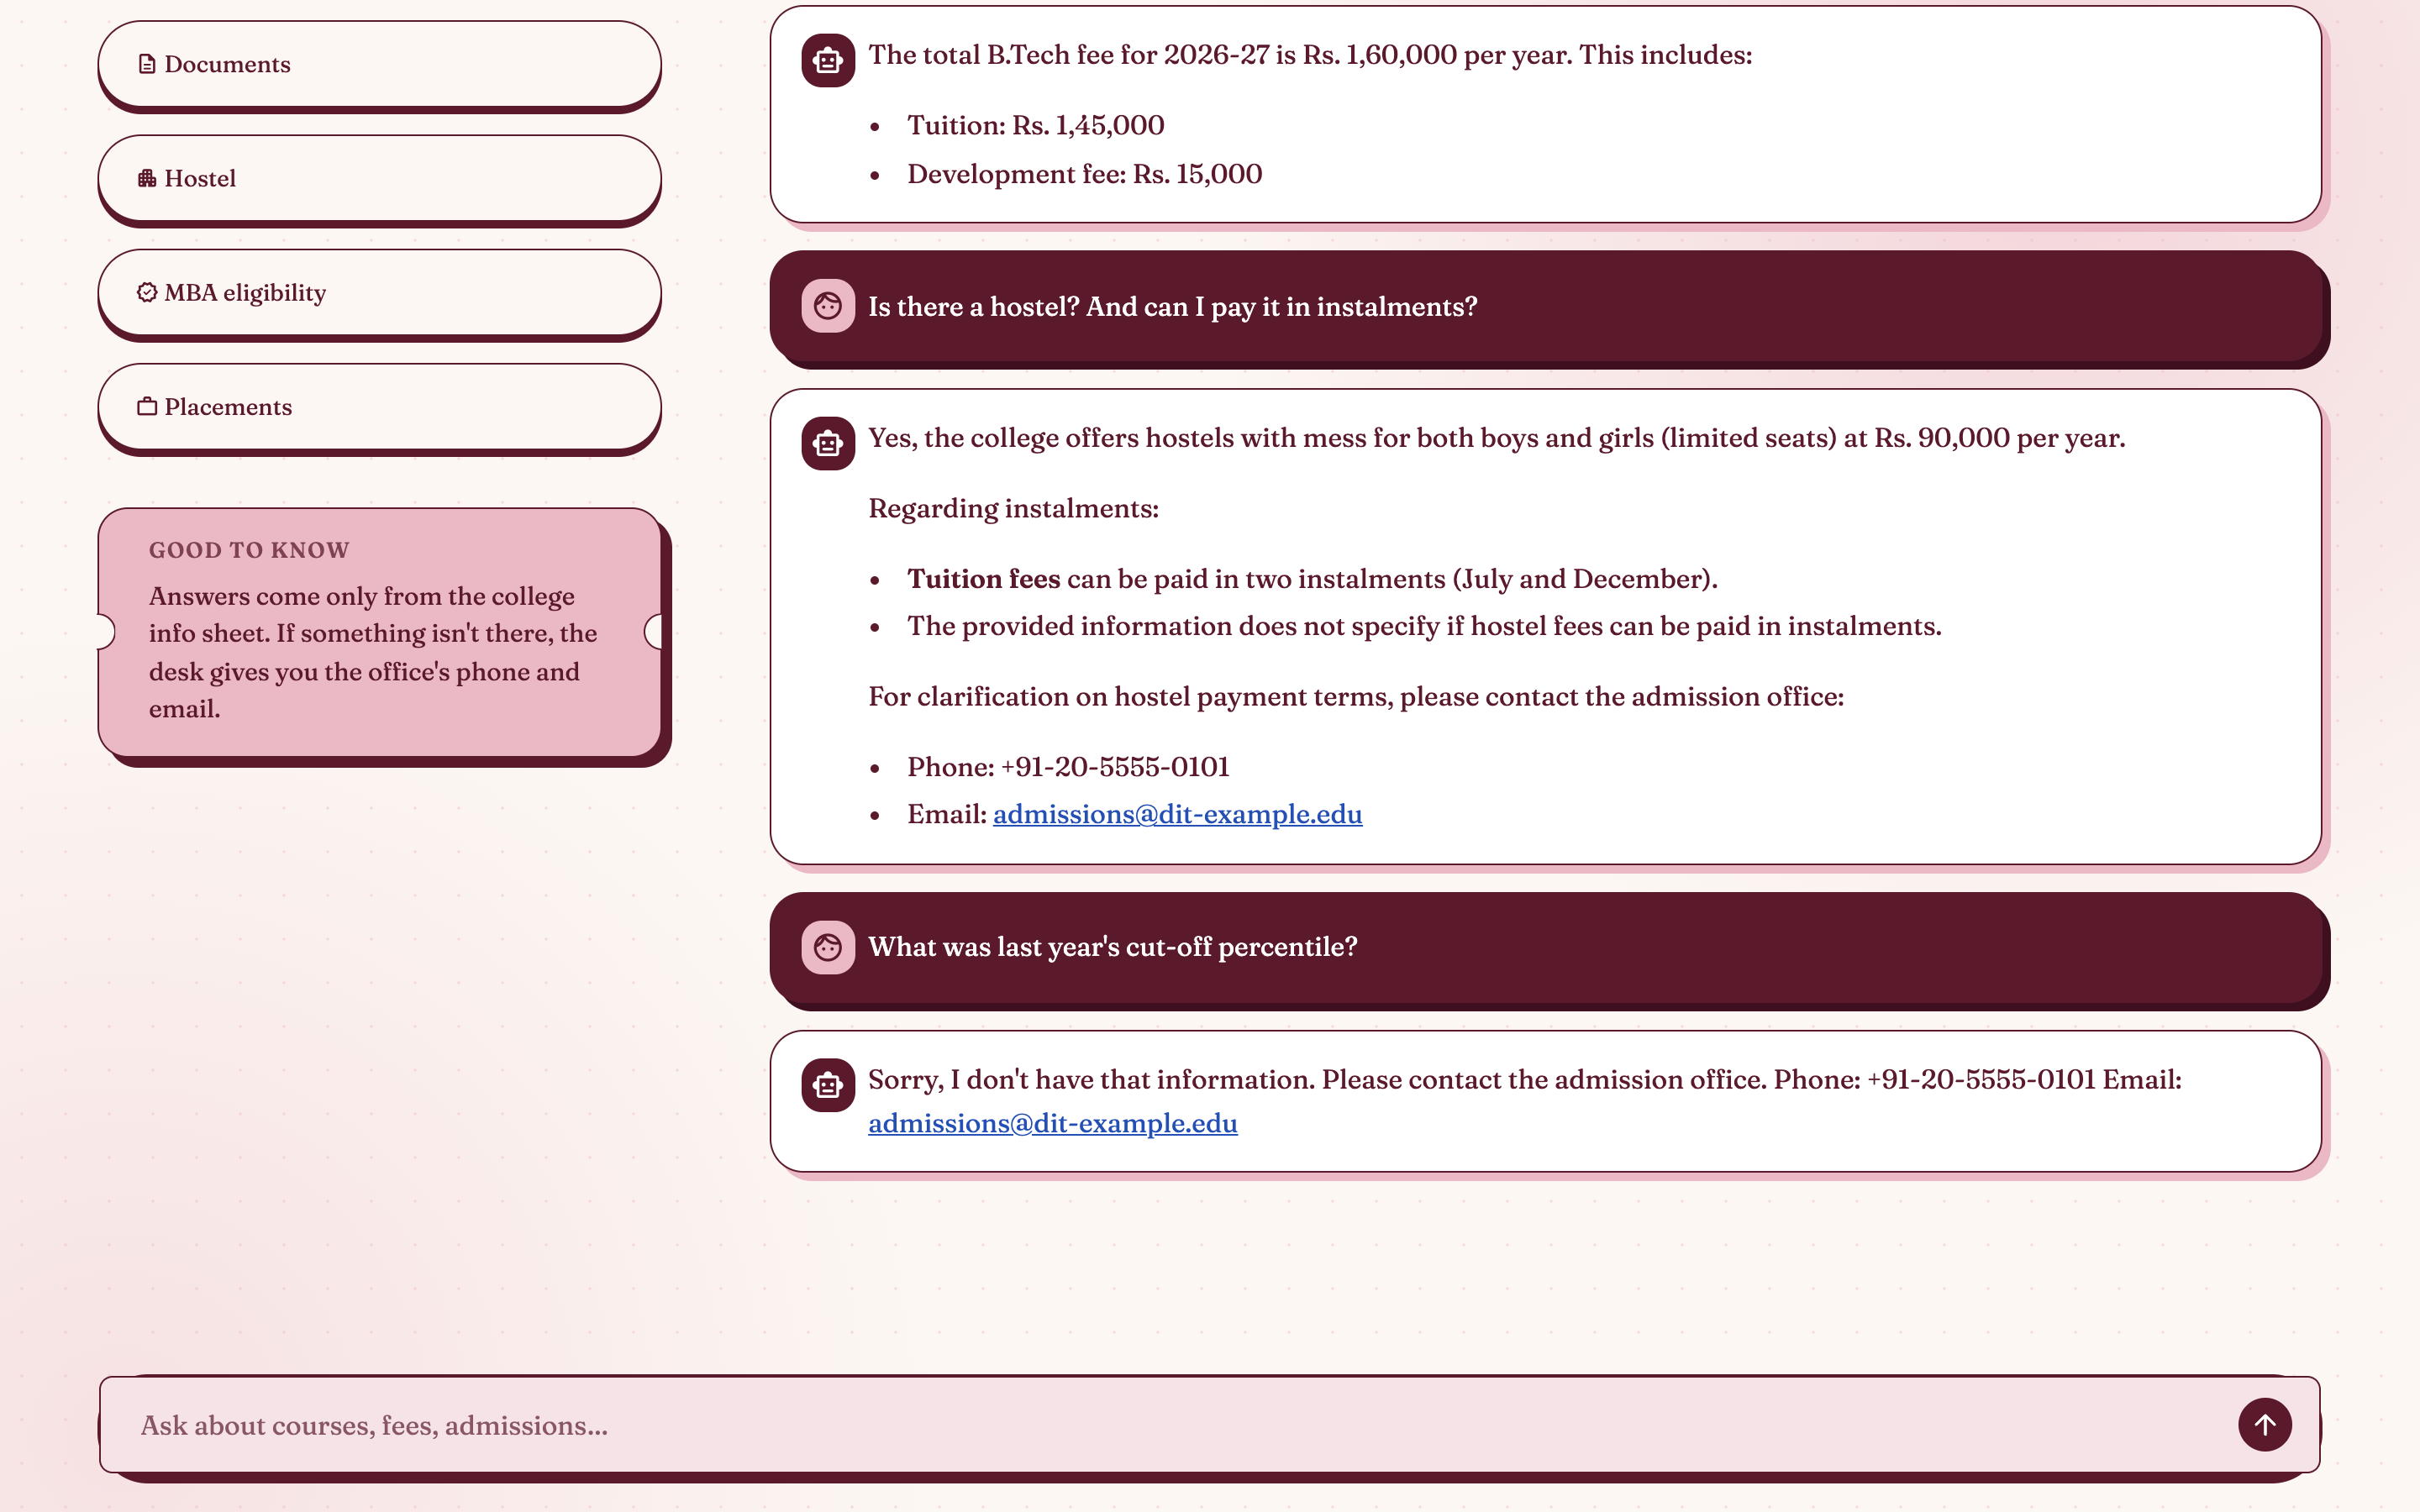 Documents
Hostel
MBA eligibility
Placements
GOOD TO KNOW
Answers come only from the college
info sheet. If something isn't there, the
desk gives you the office's phone and
email.
The total B.Tech fee for 2026-27 is Rs. 1,60,000 per year. This includes:
• Tuition: Rs. 1,45,000
• Development fee: Rs. 15,000
Is there a hostel? And can I pay it in instalments?
Yes, the college offers hostels with mess for both boys and girls (limited seats) at Rs. 90,000 per year.
Regarding instalments:
• Tuition fees can be paid in two instalments (July and December).
• The provided information does not specify if hostel fees can be paid in instalments.
For clarification on hostel payment terms, please contact the admission office:
• Phone: +91-20-5555-0101
• Email: admissions@dit-example.edu
What was last year's cut-off percentile?
Sorry, I don't have that information. Please contact the admission office. Phone: +91-20-5555-0101 Email:
admissions@dit-example.edu
Ask about courses, fees, admissions...